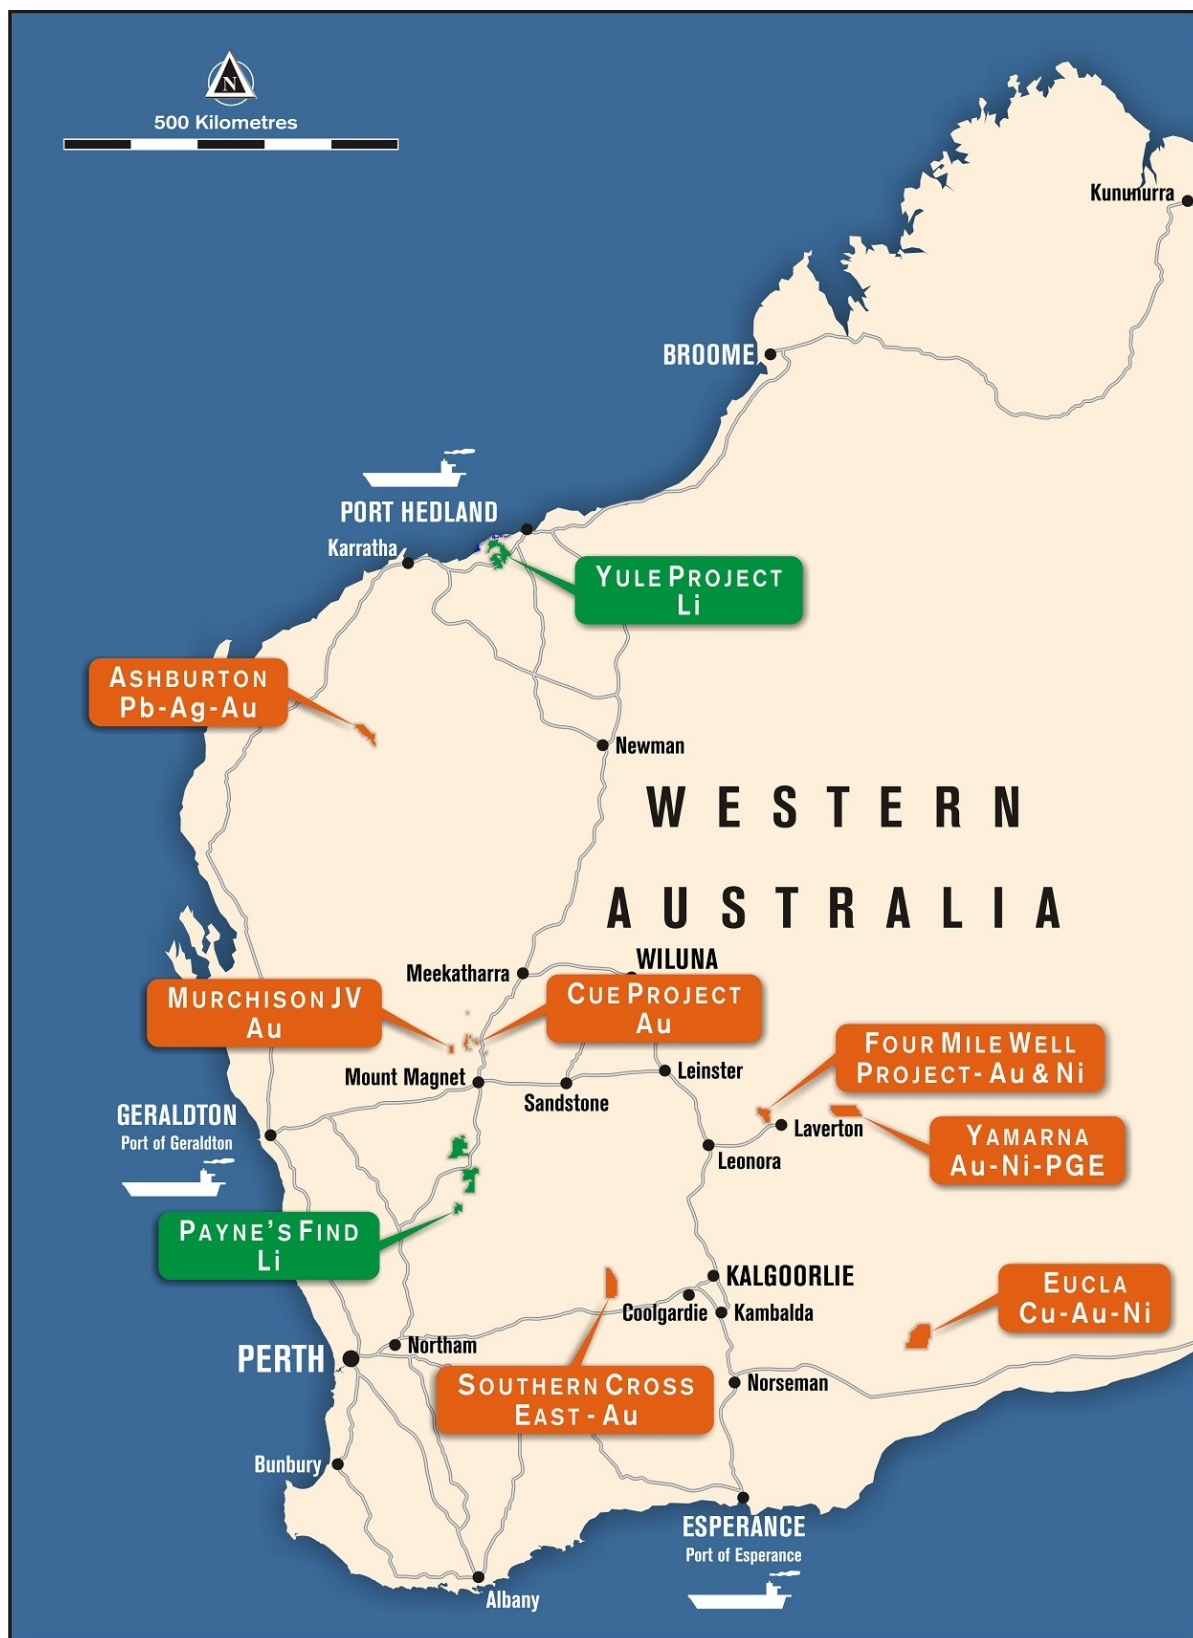 N
500 Kilometres
Kununurra
BROOME
PORT HEDLAND
Karratha
YULE PROJECT
Li
ASHBURTON
Pb-Ag-Au
Newman
WESTERN
AUSTRALIA
WILUNA
Meekatharra
MURCHISON JV
Au
CUE PROJECT
Au
FOUR MILE WELL
PROJECT - Au & Ni
Mount Magnet
Leinster
Sandstone
GERALDTON
Port of Geraldton
Laverton
YAMARNA
Au-Ni-PGE
Leonora
PAYNE'S FIND
Li
KALGOORLIE
EUCLA
Cu-Au-Ni
Coolgardie
Kambalda
Northam
PERTH
SOUTHERN CROSS
EAST - Au
Norseman
Bunbury
ESPERANCE
Port of Esperance
Albany